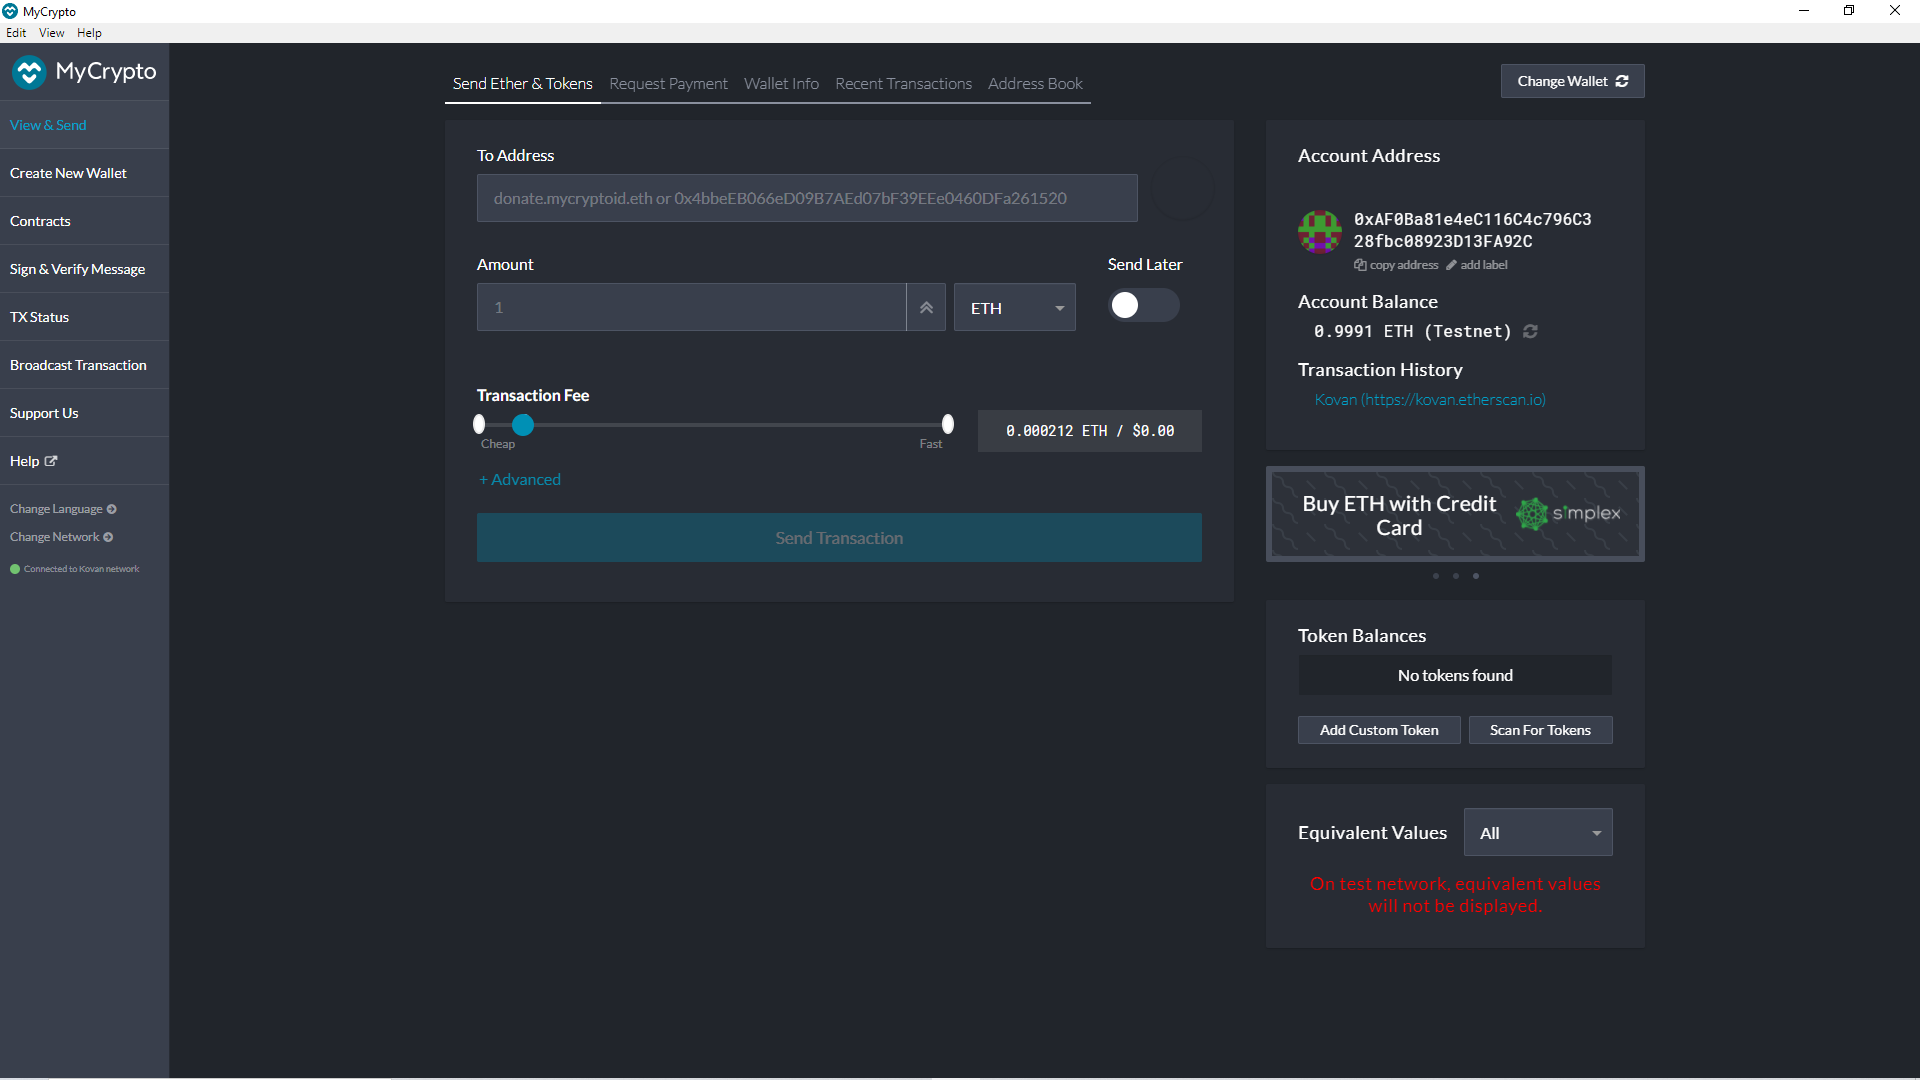 MyCrypto
Edit View Help
MyCrypto
View & Send
Create New Wallet
Contracts
Sign & Verify Message
TX Status
Broadcast Transaction
Support Us
Help
Change Language
Change Network
Connected to Kovan network
Send Ether & Tokens Request Payment Wallet Info Recent Transactions Address Book
Change Wallet
To Address
donate.mycryptoid.eth or 0x4bbeEB066eD09B7AEd07bF39EEe0460DFa261520
Amount
Send Later
1
ETH
Transaction Fee
Cheap
Fast
0.000212 ETH / $0.00
+ Advanced
Send Transaction
Account Address
0xAF0Ba81e4eC116C4c796C3
28fbc08923D13FA92C
copy address add label
Account Balance
0.9991 ETH (Testnet)
Transaction History
Kovan (https://kovan.etherscan.io)
Buy ETH with Credit
Card
simplex
Token Balances
No tokens found
Add Custom Token Scan For Tokens
Equivalent Values
All
On test network, equivalent values
will not be displayed.